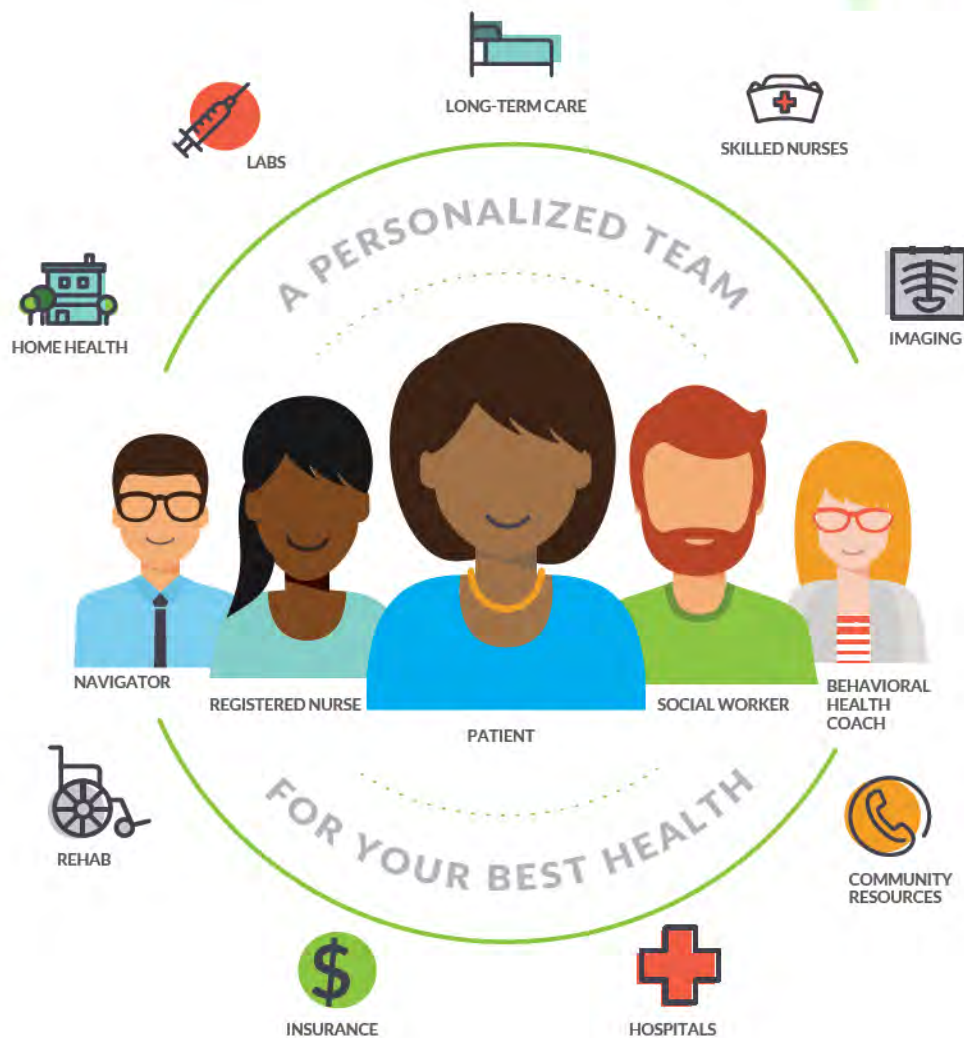 LONG-TERM CARE
SKILLED NURSES
LABS
A PERSONALIZED TEAM
HOME HEALTH
IMAGING
NAVIGATOR
REGISTERED NURSE
PATIENT
SOCIAL WORKER
BEHAVIORAL
HEALTH
COACH
FOR YOUR BEST HEALTH
REHAB
COMMUNITY
RESOURCES
$
INSURANCE
HOSPITALS